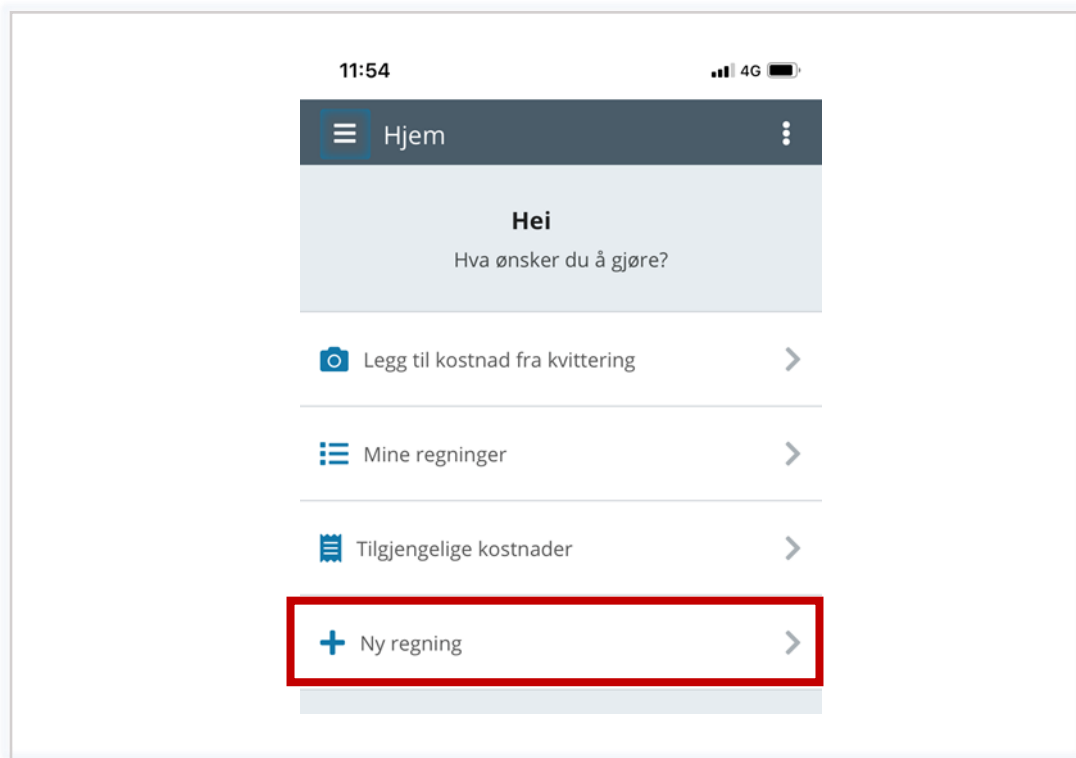 11:54 4G
Hjem
Hei
Hva ønsker du å gjøre?
Legg til kostnad fra kvittering
Mine regninger
Tilgjengelige kostnader
Ny regning